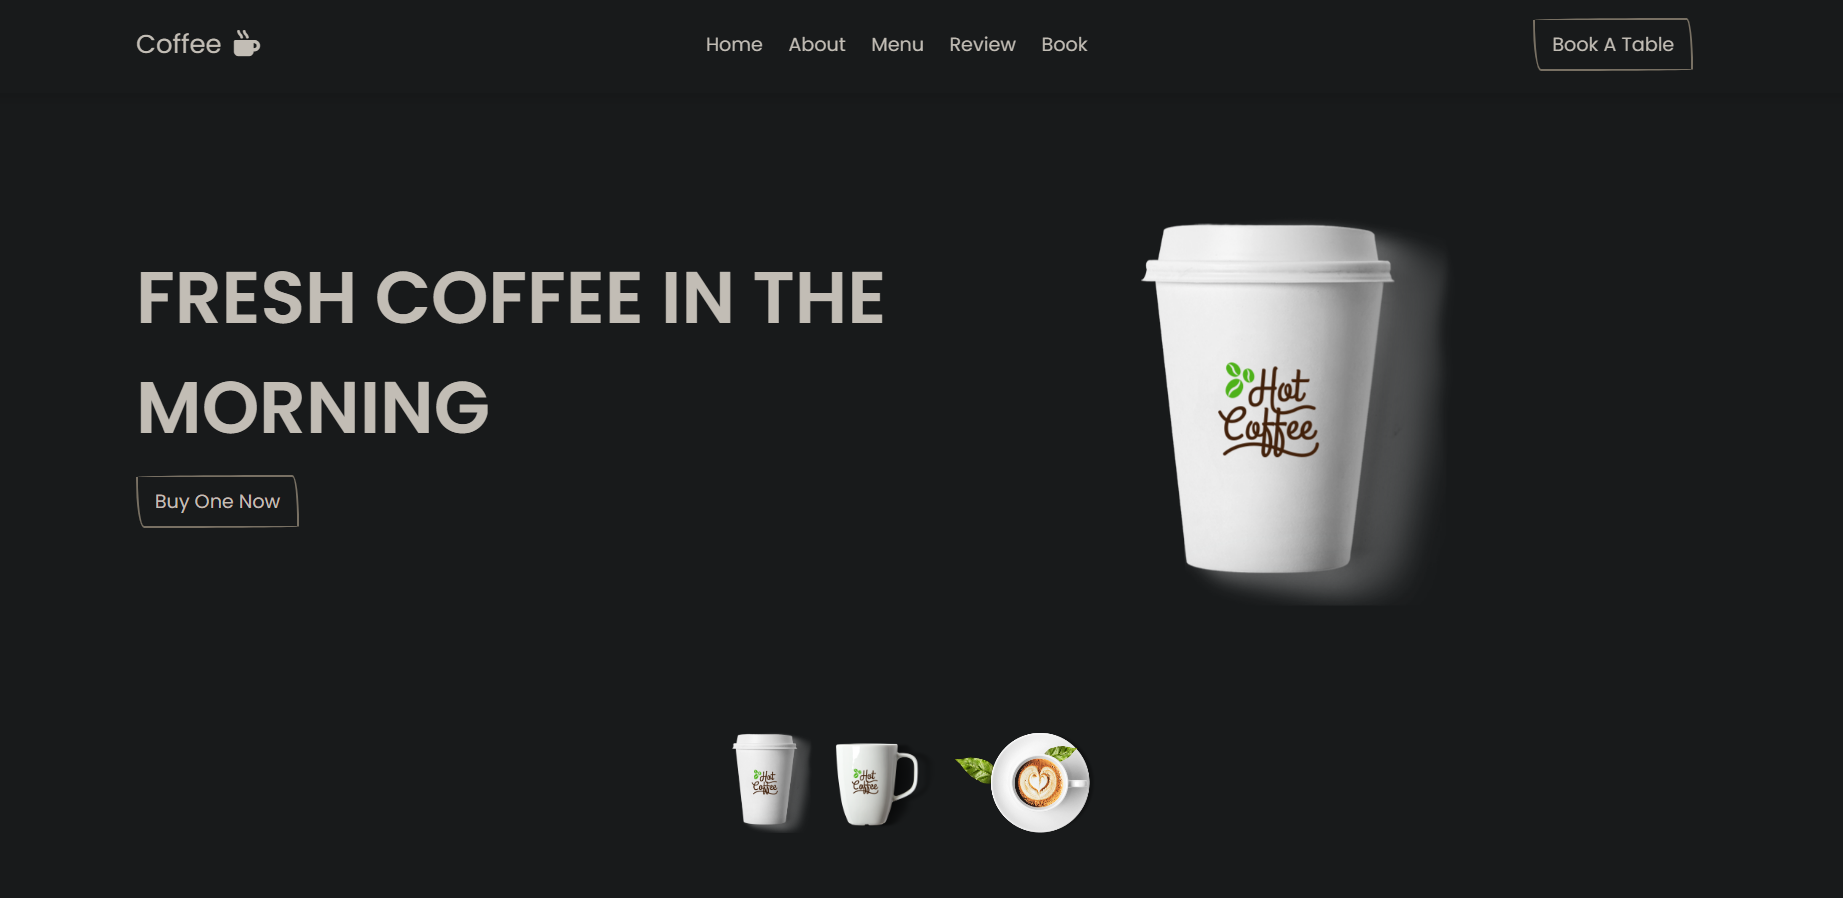 Coffee
Home About Menu Review Book
Book A Table
FRESH COFFEE IN THE
MORNING
Buy One Now
Hot
Coffee
Hot
Coffee
Hot
Coffee